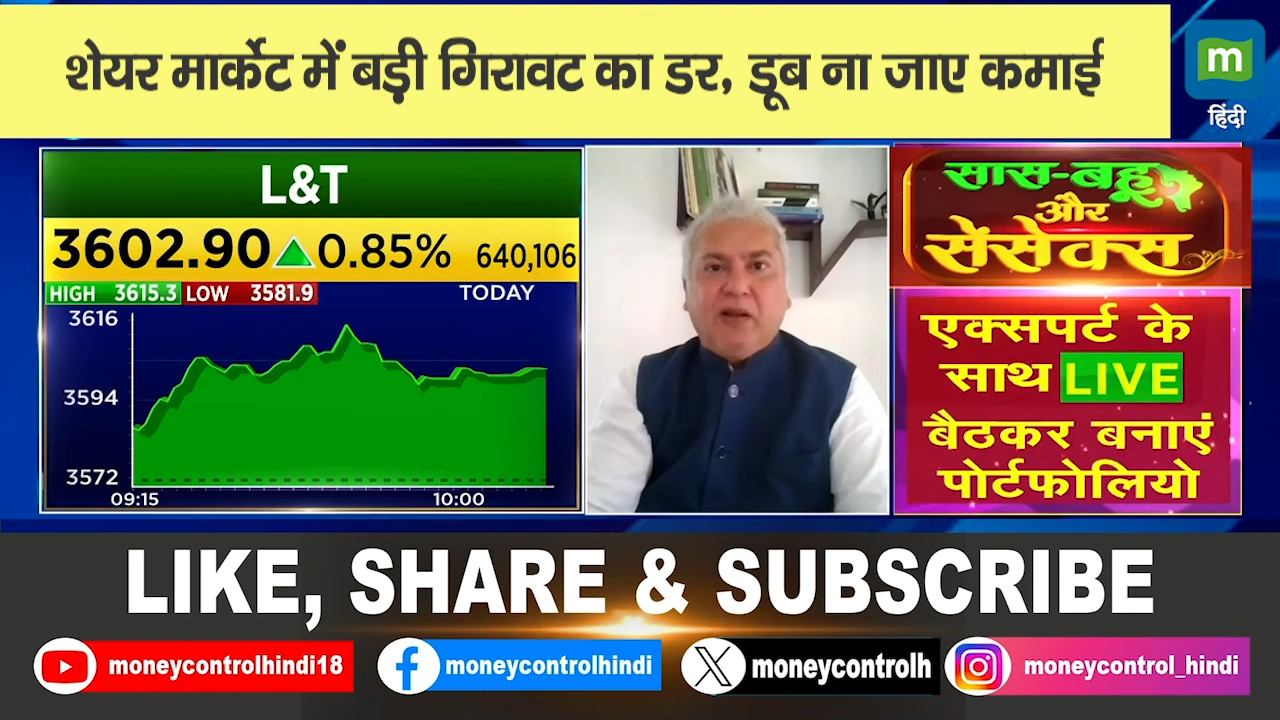 शेयर मार्केट में बड़ी गिरावट का डर, डूब ना जाए कमाई
m
हिंदी
L&T
3602.90 0.85% 640,106
HIGH 3615.3 LOW 3581.9 TODAY
3616
3594
3572
09:15 10:00
सास-बहू
और
सेंसेक्स
एक्सपर्ट के
साथ LIVE
बैठकर बनाएं
पोर्टफोलियो
LIKE, SHARE & SUBSCRIBE
moneycontrolhindi18 moneycontrolhindi moneycontrolh moneycontrol_hindi